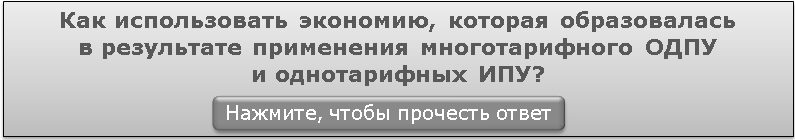 Как использовать экономию, которая образовалась
в результате применения многотарифного ОДПУ
и однотарифных ИПУ?
Нажмите, чтобы прочесть ответ